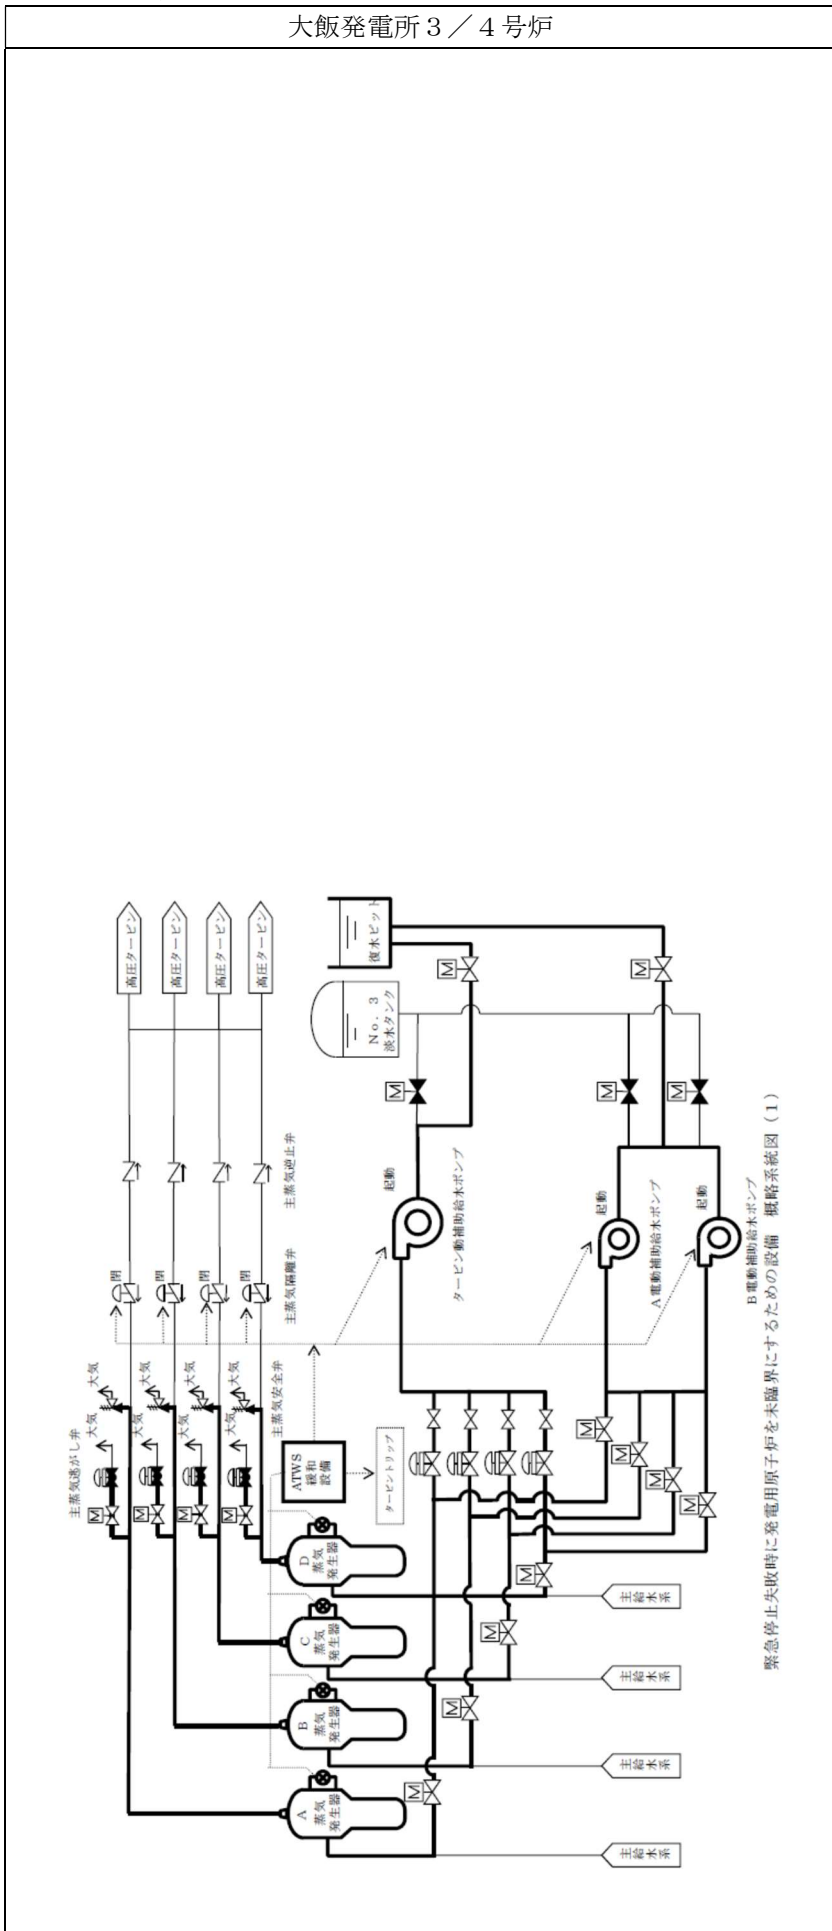 大飯発電所３／４号炉
高圧タービン
高圧タービン
高圧タービン
高圧タービン
復水ピット
No．3
淡水タンク
M
M
M
M
M
主蒸気逆止弁
起動
タービン動補助給水ポンプ
起動
A電動補助給水ポンプ
起動
B電動補助給水ポンプ
閉
閉
閉
閉
主蒸気隔離弁
大気
大気
大気
大気
主蒸気安全弁
大気
大気
大気
大気
主蒸気逃がし弁
M
M
M
M
ATWS
緩和
設備
タービントリップ
M
M
M
M
D
蒸気
発生器
C
蒸気
発生器
B
蒸気
発生器
A
蒸気
発生器
M
M
M
M
主給水系
主給水系
主給水系
主給水系
緊急停止失敗時に発電用原子炉を未臨界にするための設備　概略系統図（1）